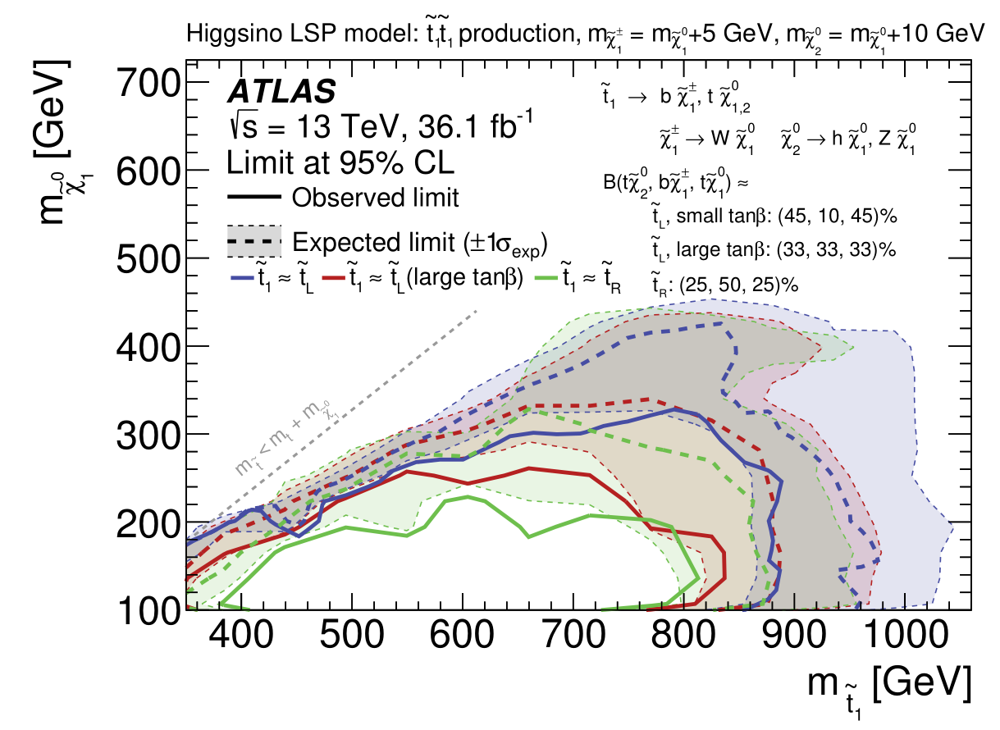 Higgsino LSP model: t̃₁t̃₁ production, m_χ̃₁^± = m_χ̃₁^0+5 GeV, m_χ̃₂^0 = m_χ̃₁^0+10 GeV
m_χ̃₁^0 [GeV]
700
600
500
400
300
200
100
ATLAS
√s = 13 TeV, 36.1 fb^-1
Limit at 95% CL
Observed limit
Expected limit (±1σ_exp)
t̃₁ ≈ t̃_L t̃₁ ≈ t̃_L(large tanβ) t̃₁ ≈ t̃_R
t̃₁ → b χ̃₁^±, t χ̃_1,2^0
χ̃₁^± → W χ̃₁^0 χ̃₂^0 → h χ̃₁^0, Z χ̃₁^0
B(tχ̃₂^0, bχ̃₁^±, tχ̃₁^0) ≈
t̃_L, small tanβ: (45, 10, 45)%
t̃_L, large tanβ: (33, 33, 33)%
t̃_R: (25, 50, 25)%
m_t̃ < m_t + m_χ̃₁^0
400 500 600 700 800 900 1000
m_t̃₁ [GeV]